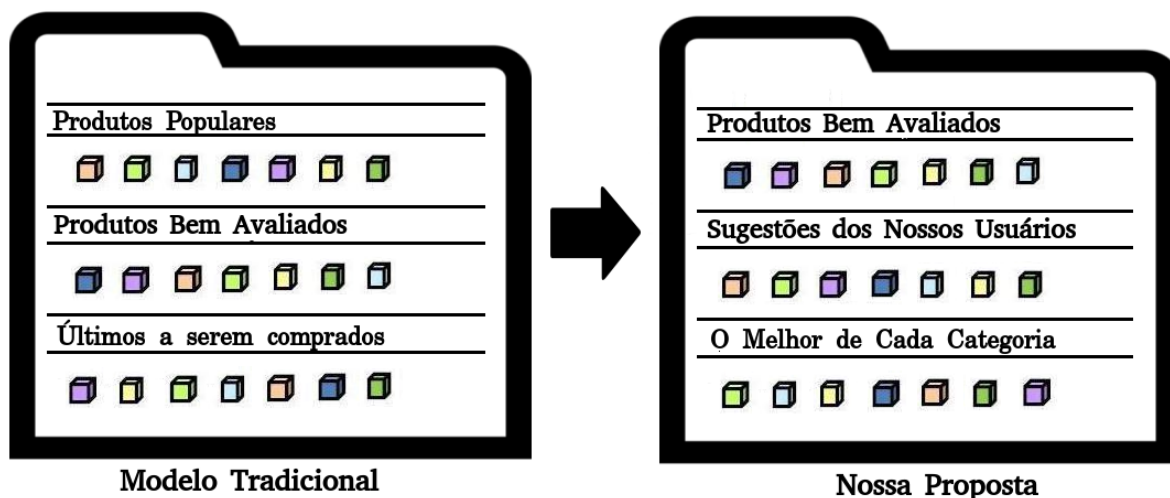 Produtos Populares
Produtos Bem Avaliados
Últimos a serem comprados
Modelo Tradicional
Produtos Bem Avaliados
Sugestões dos Nossos Usuários
O Melhor de Cada Categoria
Nossa Proposta